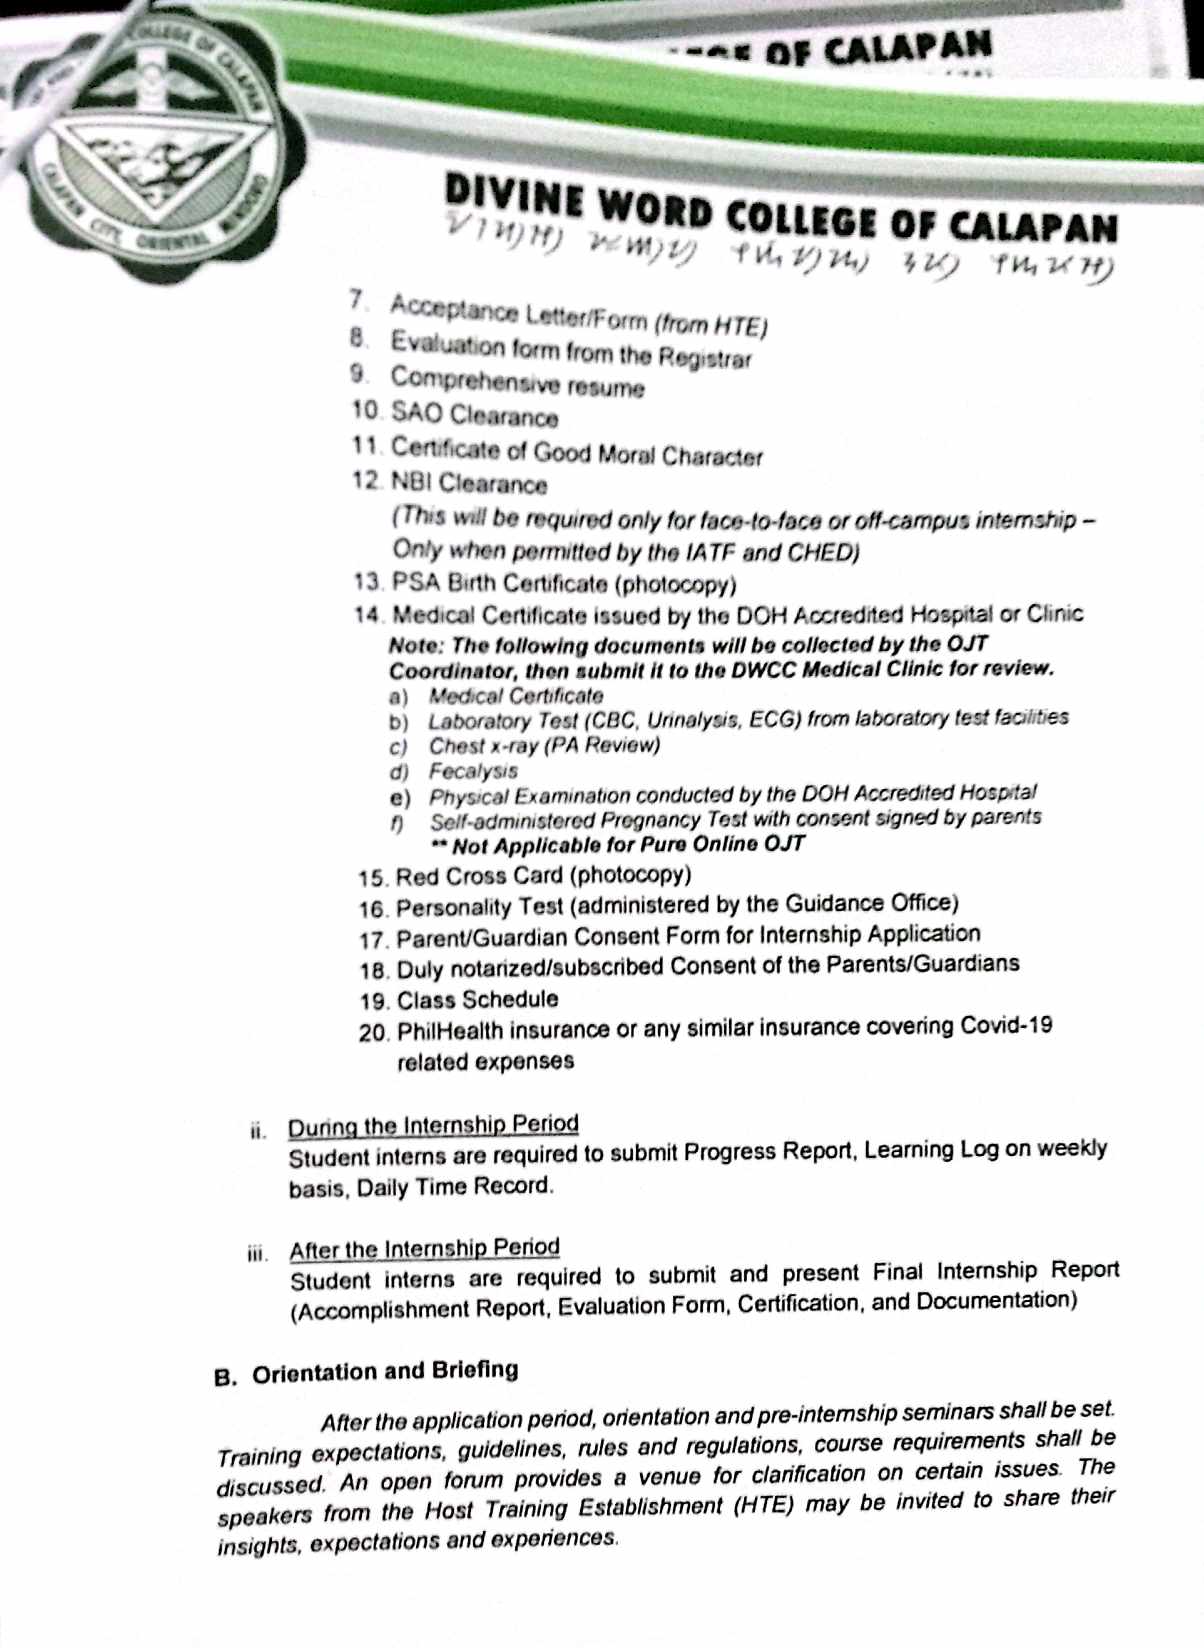 OF CALAPAN
COLLEGE OF CALAPAN
CALAPAN CITY, ORIENTAL MINDORO
DIVINE WORD COLLEGE OF CALAPAN
7. Acceptance Letter/Form (from HTE)
8. Evaluation form from the Registrar
9. Comprehensive resume
10. SAO Clearance
11. Certificate of Good Moral Character
12. NBI Clearance
(This will be required only for face-to-face or off-campus internship –
Only when permitted by the IATF and CHED)
13. PSA Birth Certificate (photocopy)
14. Medical Certificate issued by the DOH Accredited Hospital or Clinic
Note: The following documents will be collected by the OJT
Coordinator, then submit it to the DWCC Medical Clinic for review.
a) Medical Certificate
b) Laboratory Test (CBC, Urinalysis, ECG) from laboratory test facilities
c) Chest x-ray (PA Review)
d) Fecalysis
e) Physical Examination conducted by the DOH Accredited Hospital
f) Self-administered Pregnancy Test with consent signed by parents
** Not Applicable for Pure Online OJT
15. Red Cross Card (photocopy)
16. Personality Test (administered by the Guidance Office)
17. Parent/Guardian Consent Form for Internship Application
18. Duly notarized/subscribed Consent of the Parents/Guardians
19. Class Schedule
20. PhilHealth insurance or any similar insurance covering Covid-19
related expenses
ii. During the Internship Period
Student interns are required to submit Progress Report, Learning Log on weekly
basis, Daily Time Record.
iii. After the Internship Period
Student interns are required to submit and present Final Internship Report
(Accomplishment Report, Evaluation Form, Certification, and Documentation)
B. Orientation and Briefing
After the application period, orientation and pre-internship seminars shall be set.
Training expectations, guidelines, rules and regulations, course requirements shall be
discussed. An open forum provides a venue for clarification on certain issues. The
speakers from the Host Training Establishment (HTE) may be invited to share their
insights, expectations and experiences.